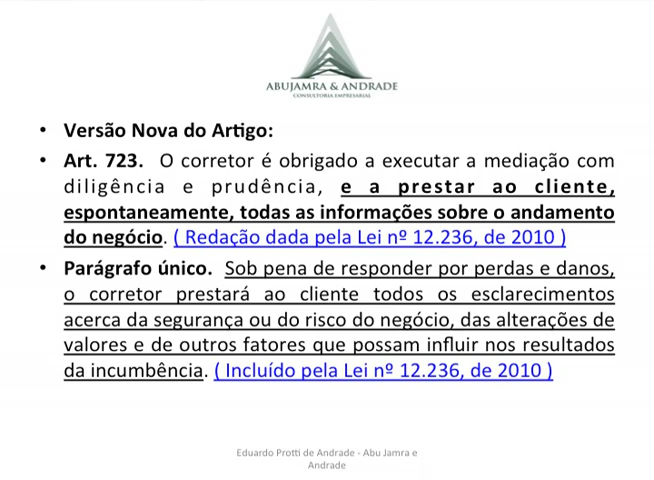 ABUJAMRA & ANDRADE
CONSULTORIA EMPRESARIAL
• Versão Nova do Artigo:
• Art. 723. O corretor é obrigado a executar a mediação com
diligência e prudência, e a prestar ao cliente,
espontaneamente, todas as informações sobre o andamento
do negócio. ( Redação dada pela Lei nº 12.236, de 2010 )
• Parágrafo único. Sob pena de responder por perdas e danos,
o corretor prestará ao cliente todos os esclarecimentos
acerca da segurança ou do risco do negócio, das alterações de
valores e de outros fatores que possam influir nos resultados
da incumbência. ( Incluído pela Lei nº 12.236, de 2010 )
Eduardo Protti de Andrade - Abu Jamra e
Andrade